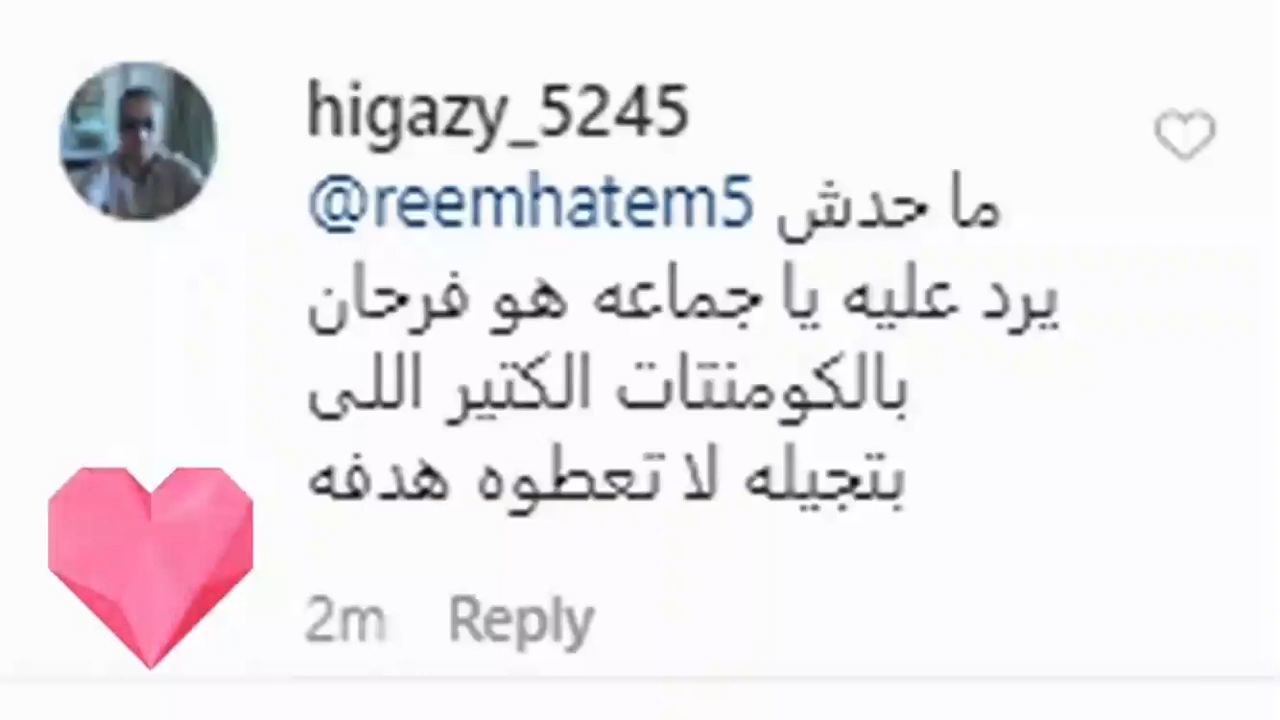 higazy_5245
@reemhatem5 ما حدش
يرد عليه يا جماعه هو فرحان
بالكومنتات الكتير اللى
بتجيله لا تعطوه هدفه
2m Reply